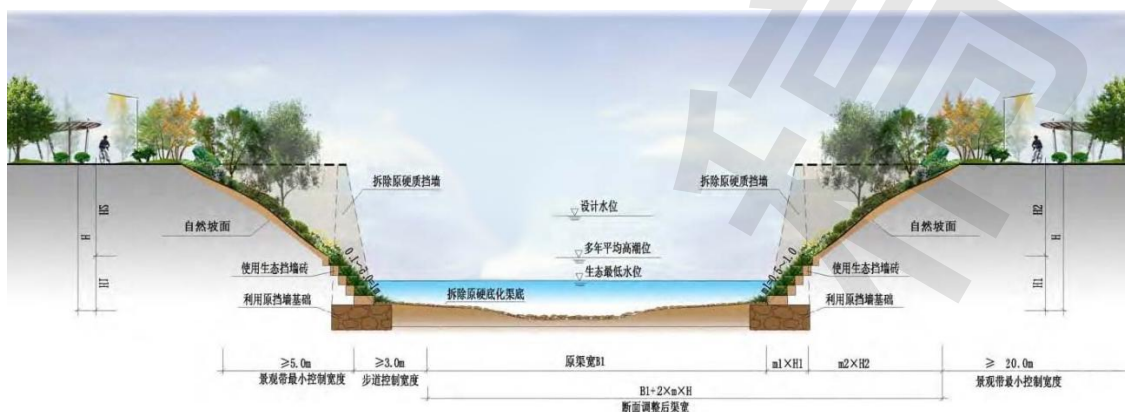 拆除原硬质挡墙
拆除原硬质挡墙
设计水位
自然坡面
自然坡面
多年平均高潮位
使用生态挡墙砖
生态最低水位
使用生态挡墙砖
拆除原硬底化渠底
利用原挡墙基础
利用原挡墙基础
H
H1
H2
H
H1
≥5.0m
≥3.0m
原渠宽B1
m1×H1
m2×H2
≥ 20.0m
景观带最小控制宽度
步道控制宽度
景观带最小控制宽度
B1+2×m×H
断面调整后渠宽